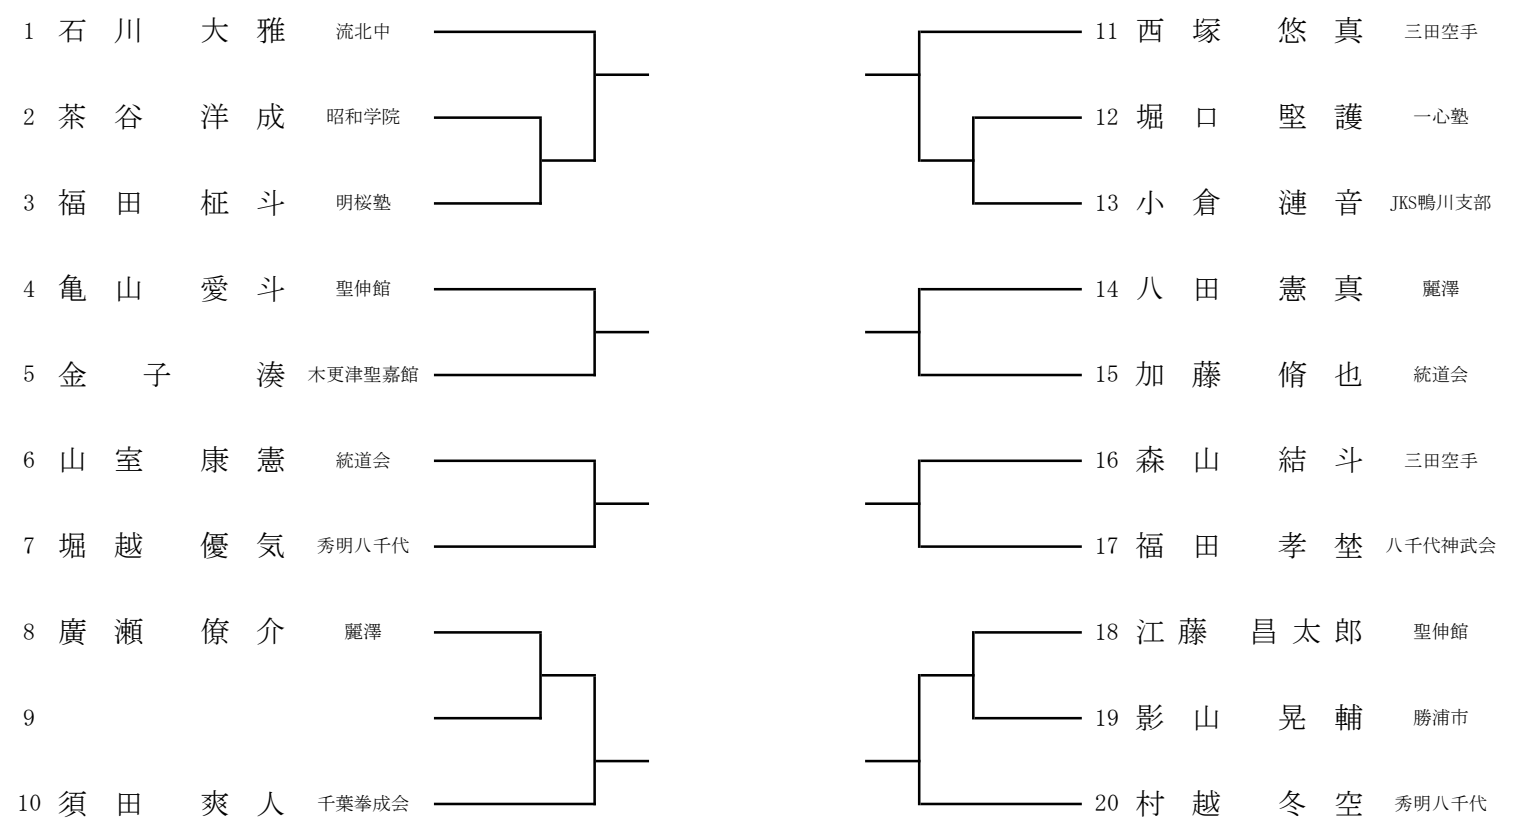 1 石川 大雅 流北中
2 茶谷 洋成 昭和学院
3 福田 柾斗 明桜塾
4 亀山 愛斗 聖伸館
5 金子 湊 木更津聖嘉館
6 山室 康憲 統道会
7 堀越 優気 秀明八千代
8 廣瀬 僚介 麗澤
9
10 須田 爽人 千葉拳成会
11 西塚 悠真 三田空手
12 堀口 堅護 一心塾
13 小倉 漣音 JKS鴨川支部
14 八田 憲真 麗澤
15 加藤 脩也 統道会
16 森山 結斗 三田空手
17 福田 孝埜 八千代神武会
18 江藤 昌太郎 聖伸館
19 影山 晃輔 勝浦市
20 村越 冬空 秀明八千代